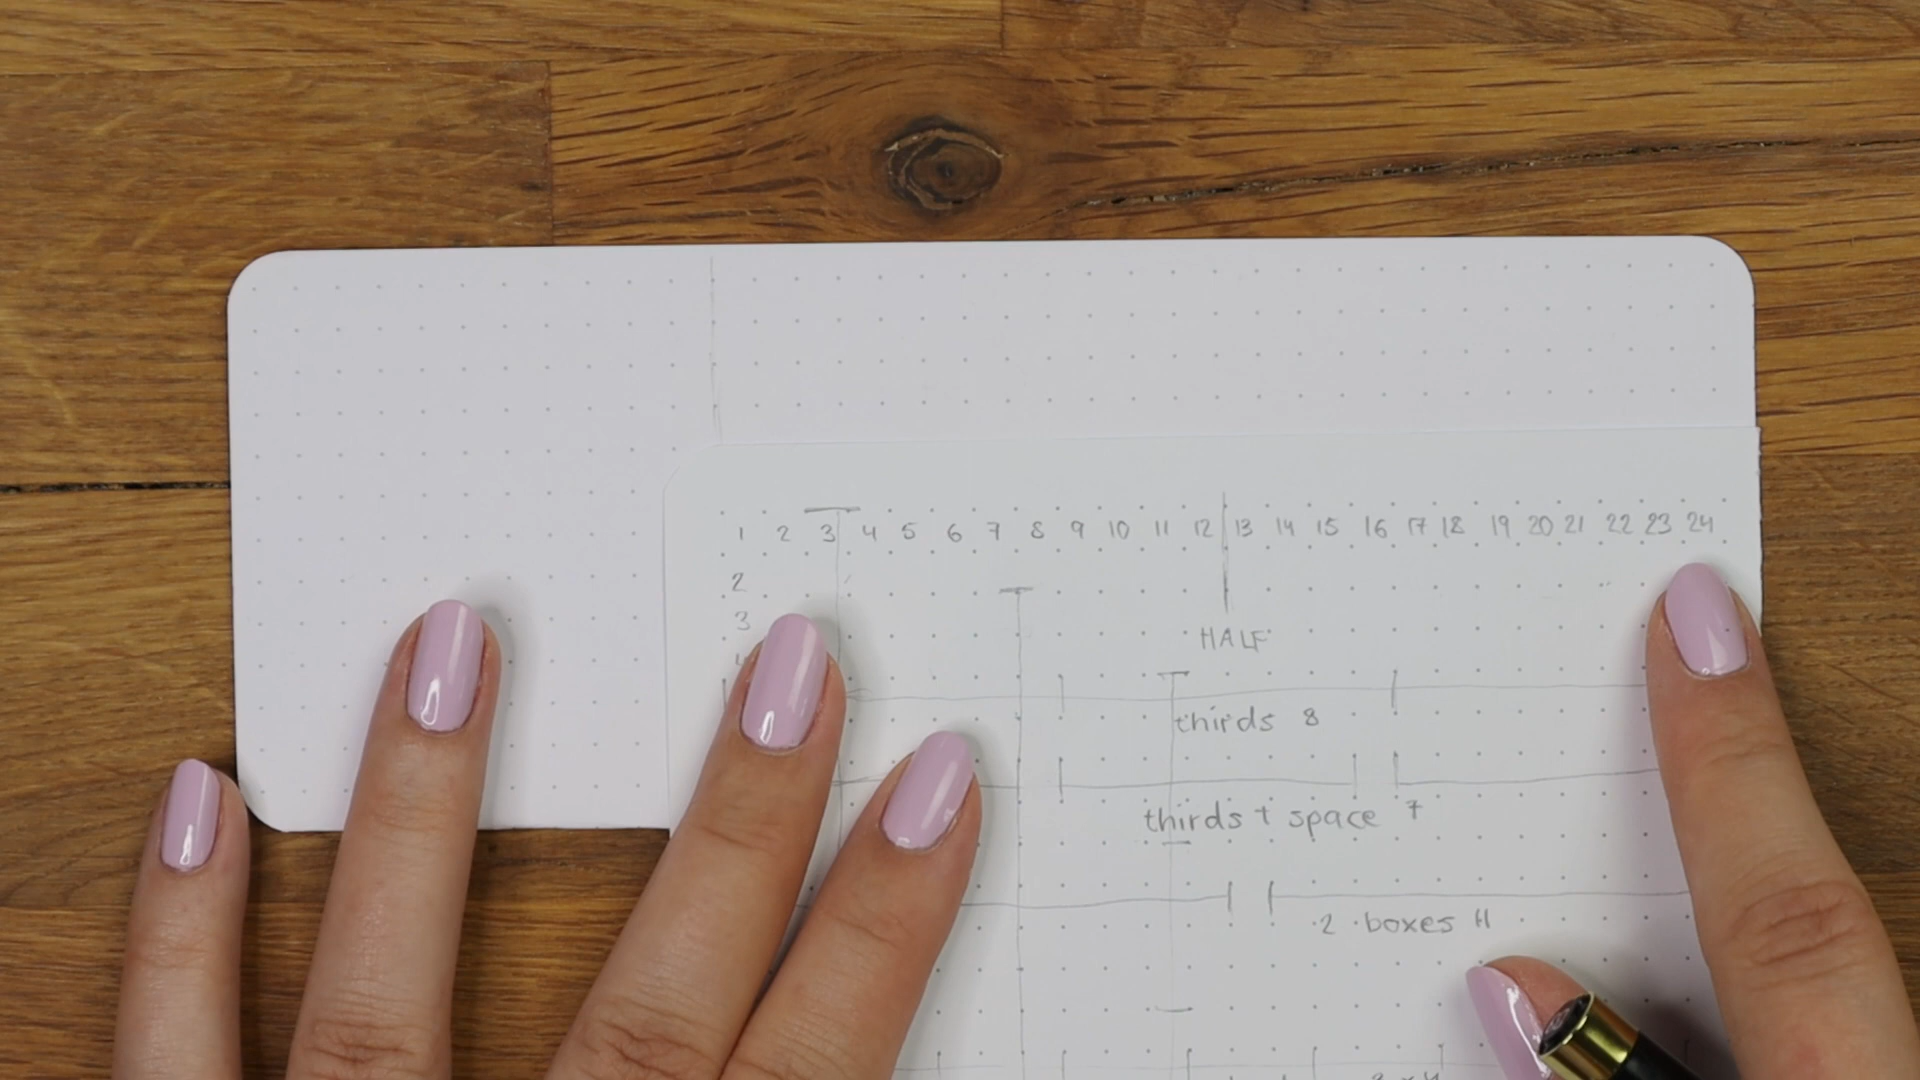 1 2 3 4 5 6 7 8 9 10 11 12 13 14 15 16 17 18 19 20 21 22 23 24
2
3
HALF
thirds 8
thirds + space 7
2 boxes 11